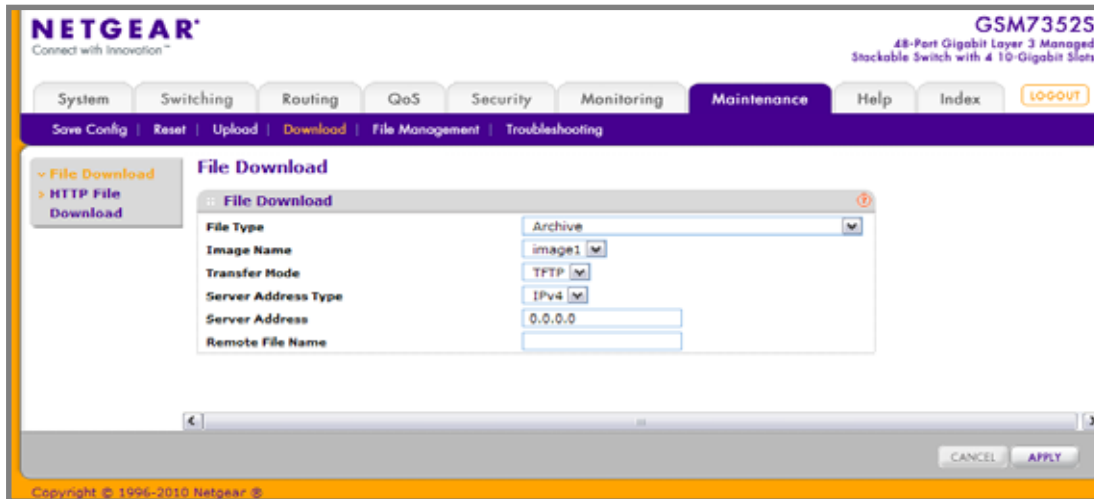 NETGEAR®
Connect with Innovation™
GSM7352S
48-Port Gigabit Layer 3 Managed
Stackable Switch with 4 10-Gigabit Slots
System Switching Routing QoS Security Monitoring Maintenance Help Index LOGOUT
Save Config | Reset | Upload | Download | File Management | Troubleshooting
File Download
HTTP File
Download
File Download
File Download
File Type Archive
Image Name image1
Transfer Mode TFTP
Server Address Type IPv4
Server Address 0.0.0.0
Remote File Name
CANCEL APPLY
Copyright © 1996-2010 Netgear ®